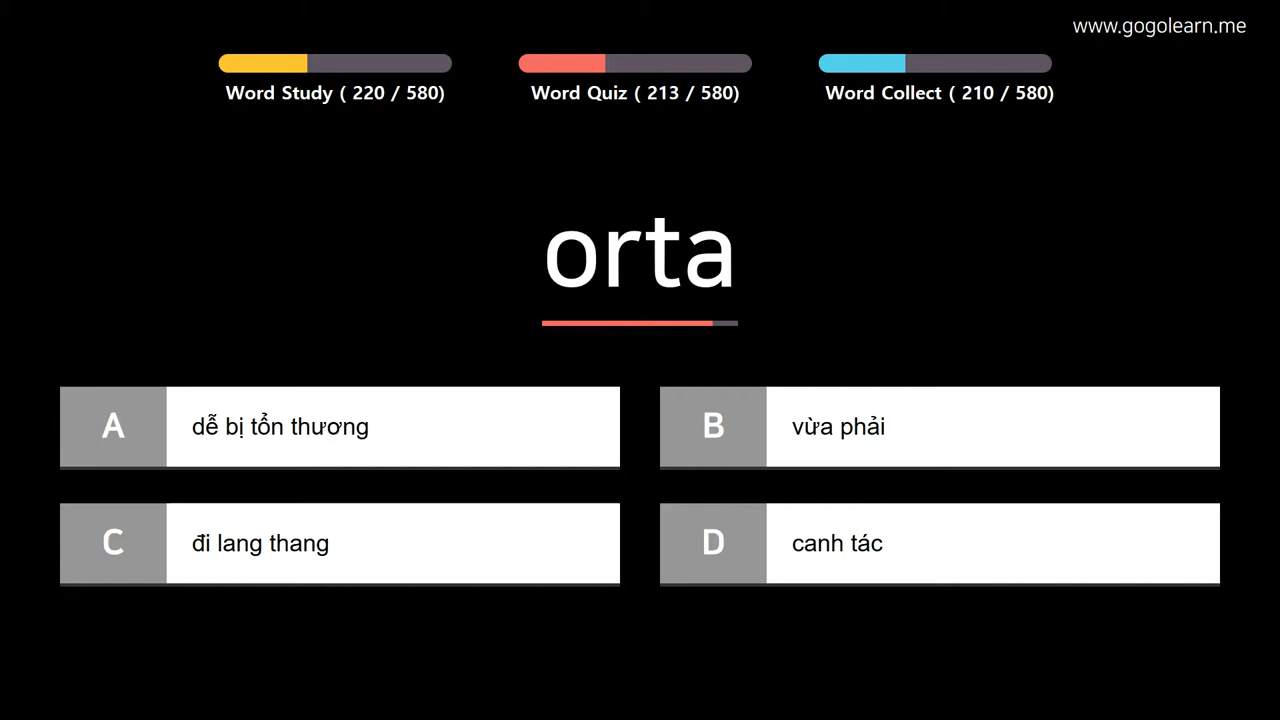 www.gogolearn.me
Word Study ( 220 / 580)
Word Quiz ( 213 / 580)
Word Collect ( 210 / 580)
orta
A dễ bị tổn thương
B vừa phải
C đi lang thang
D canh tác